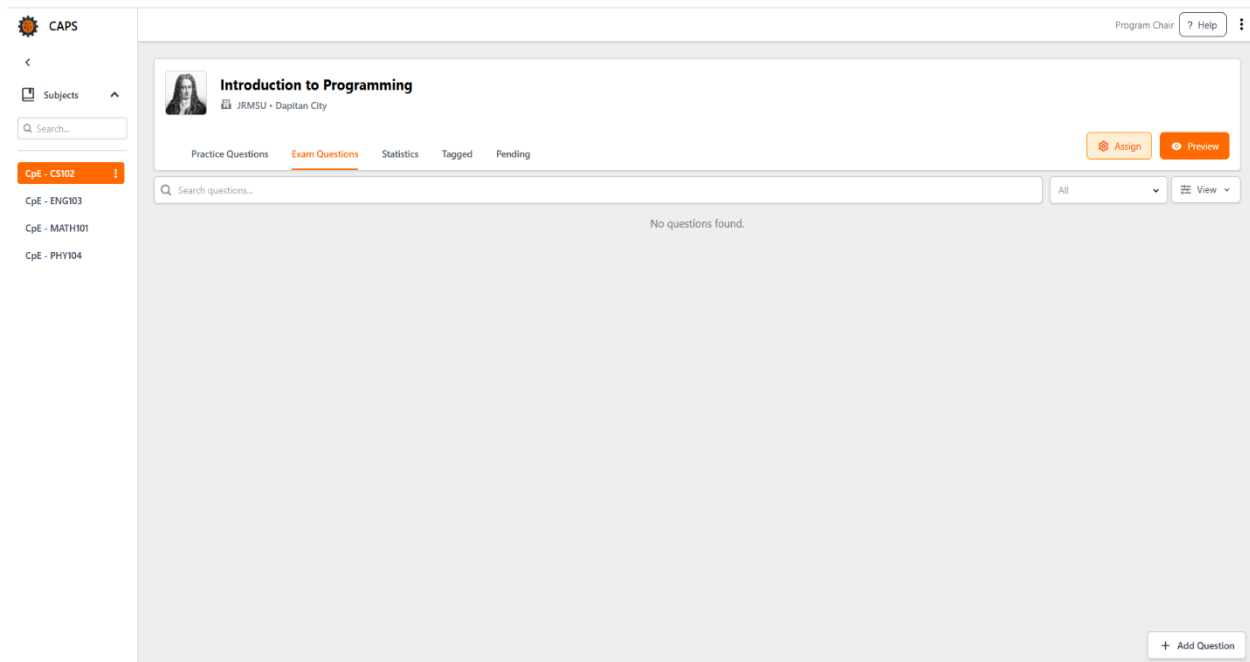 CAPS
Program Chair ? Help
Subjects
Search...
CpE - CS102
CpE - ENG103
CpE - MATH101
CpE - PHY104
Introduction to Programming
JRMSU • Dapitan City
Practice Questions Exam Questions Statistics Tagged Pending
Assign Preview
Search questions... All View
No questions found.
+ Add Question